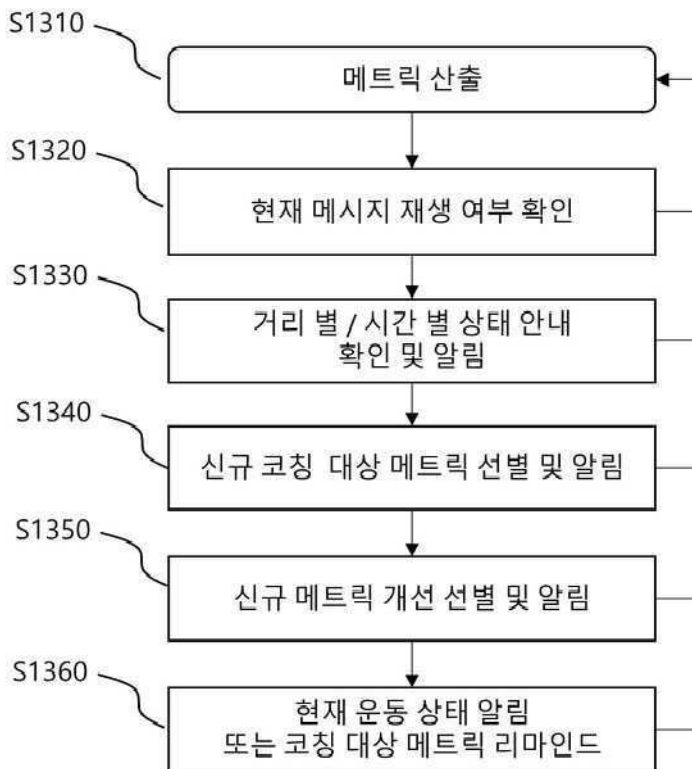 S1310
메트릭 산출
S1320
현재 메시지 재생 여부 확인
S1330
거리 별 / 시간 별 상태 안내
확인 및 알림
S1340
신규 코칭 대상 메트릭 선별 및 알림
S1350
신규 메트릭 개선 선별 및 알림
S1360
현재 운동 상태 알림
또는 코칭 대상 메트릭 리마인드